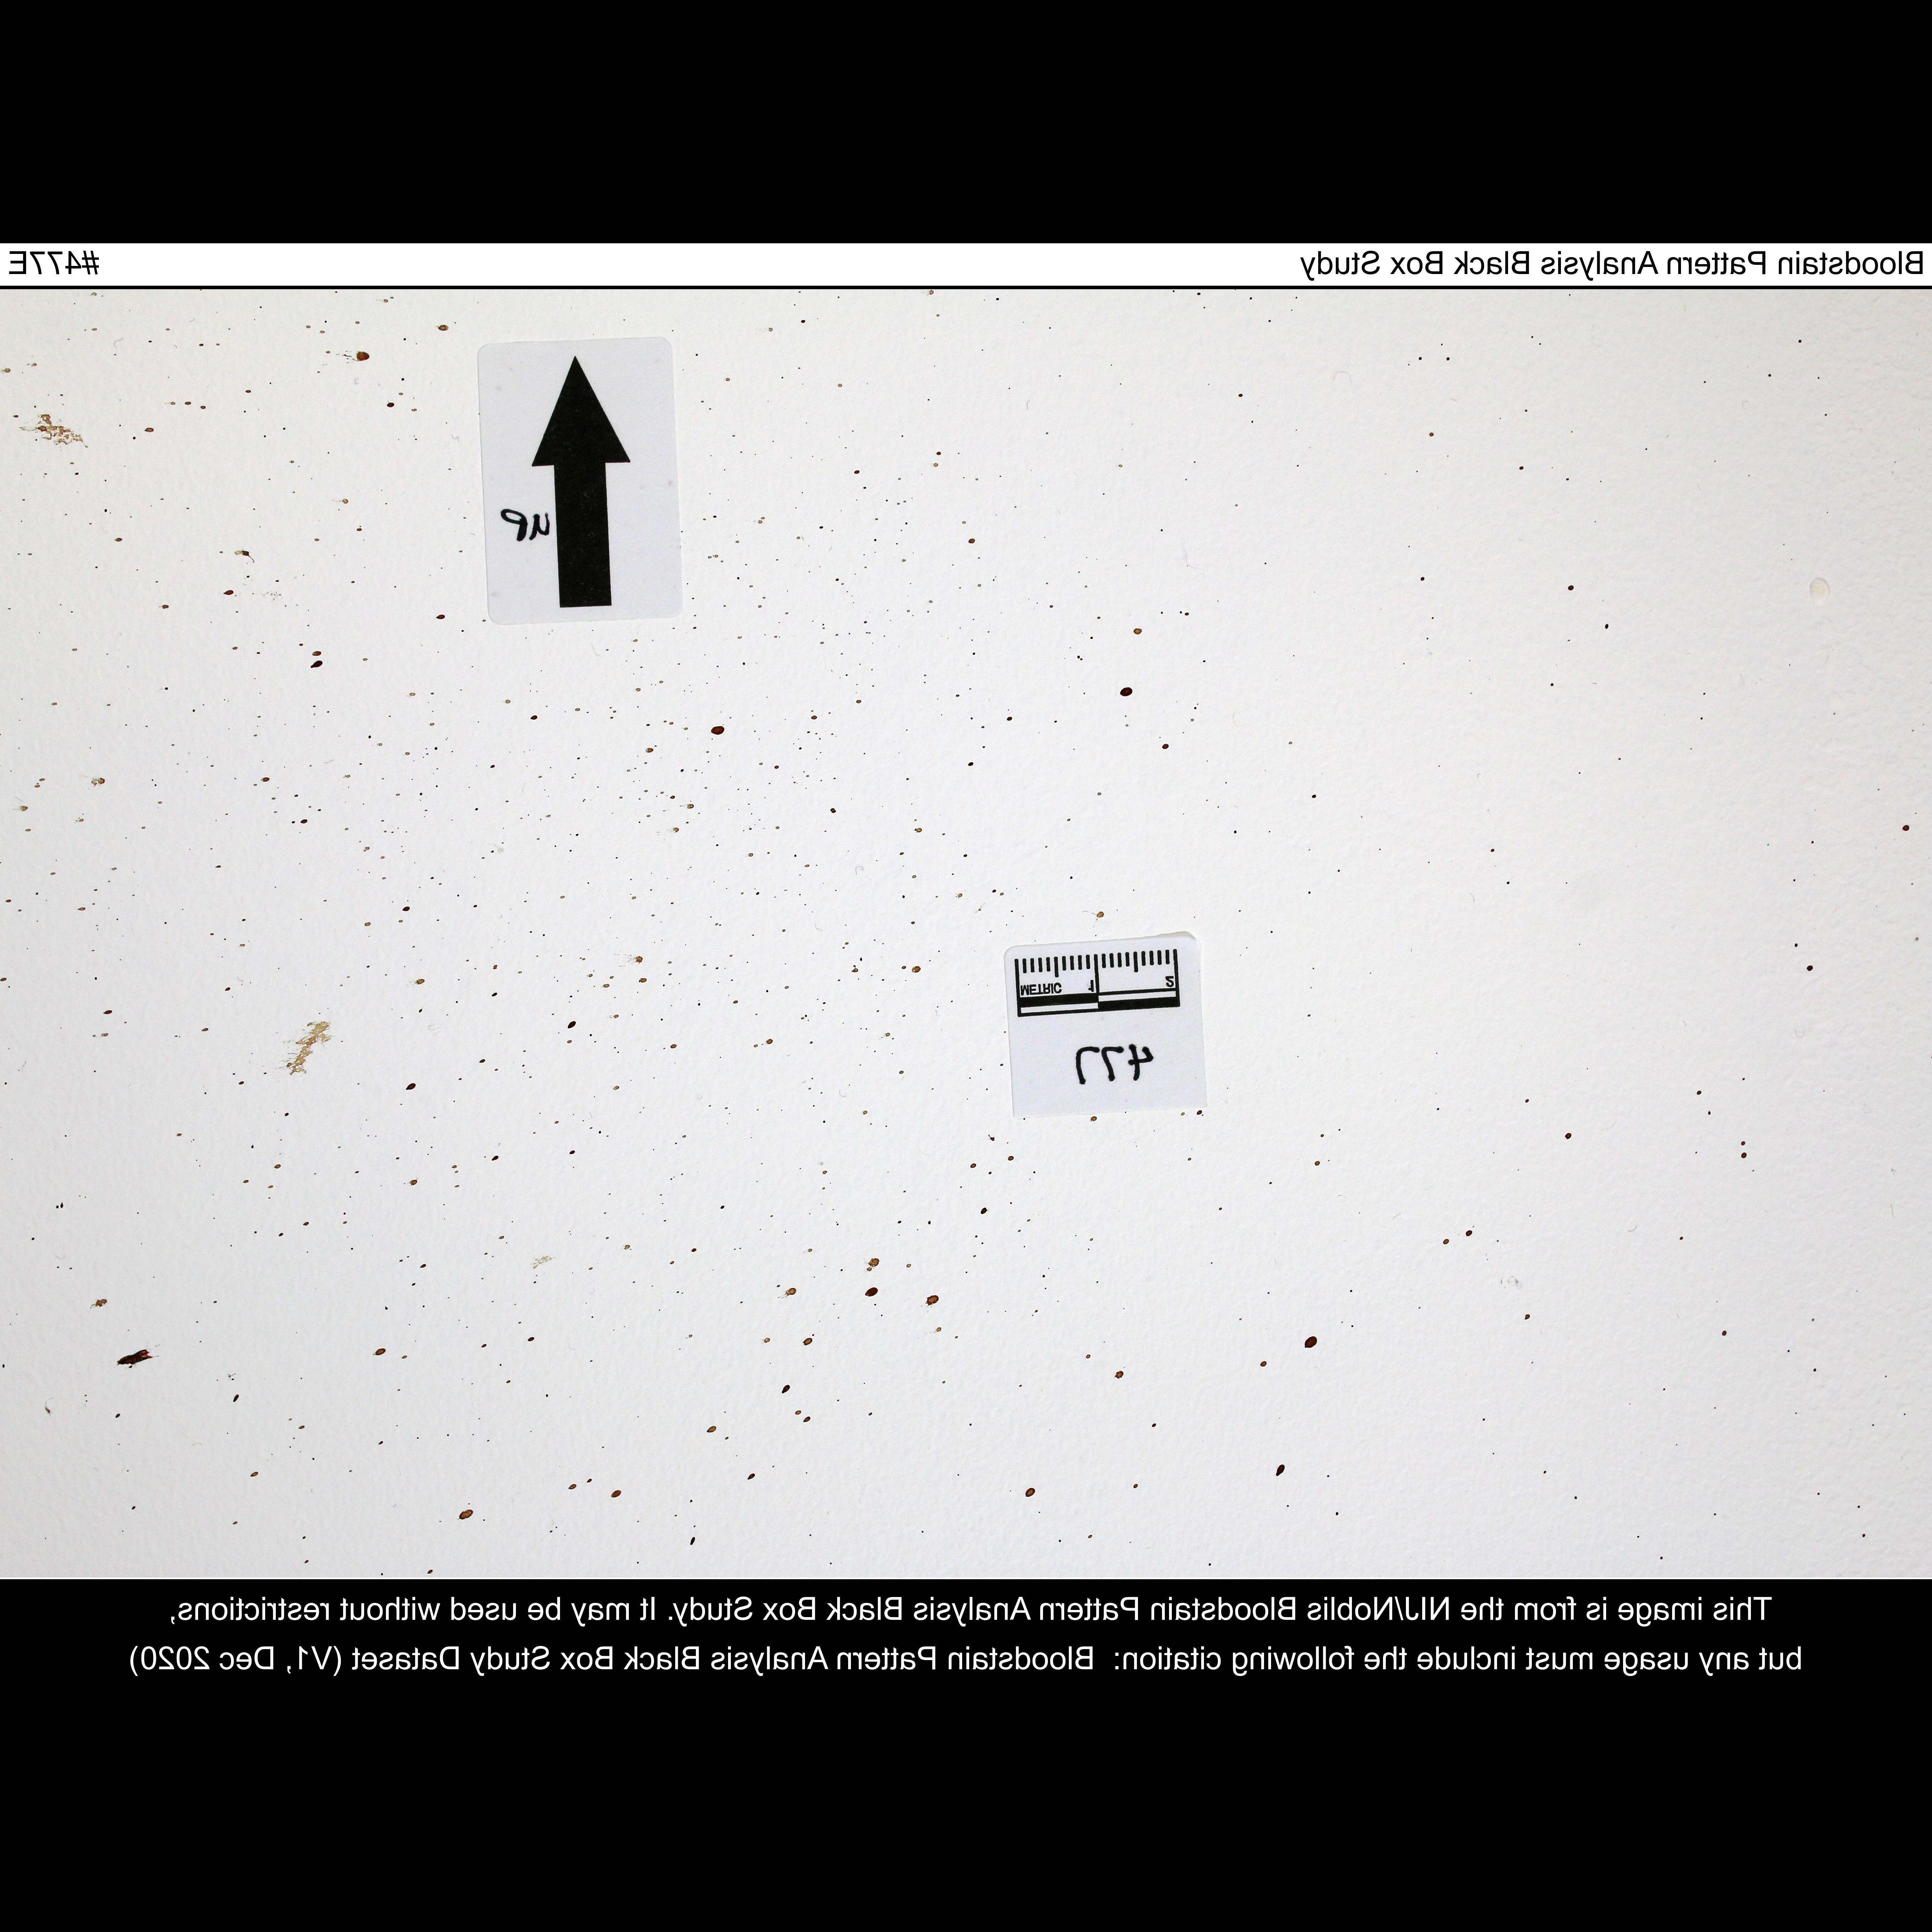 Bloodstain Pattern Analysis Black Box Study #477E
UP
METRIC 1 2
477
This image is from the NIJ/Noblis Bloodstain Pattern Analysis Black Box Study. It may be used without restrictions,
but any usage must include the following citation: Bloodstain Pattern Analysis Black Box Study Dataset (V1, Dec 2020)